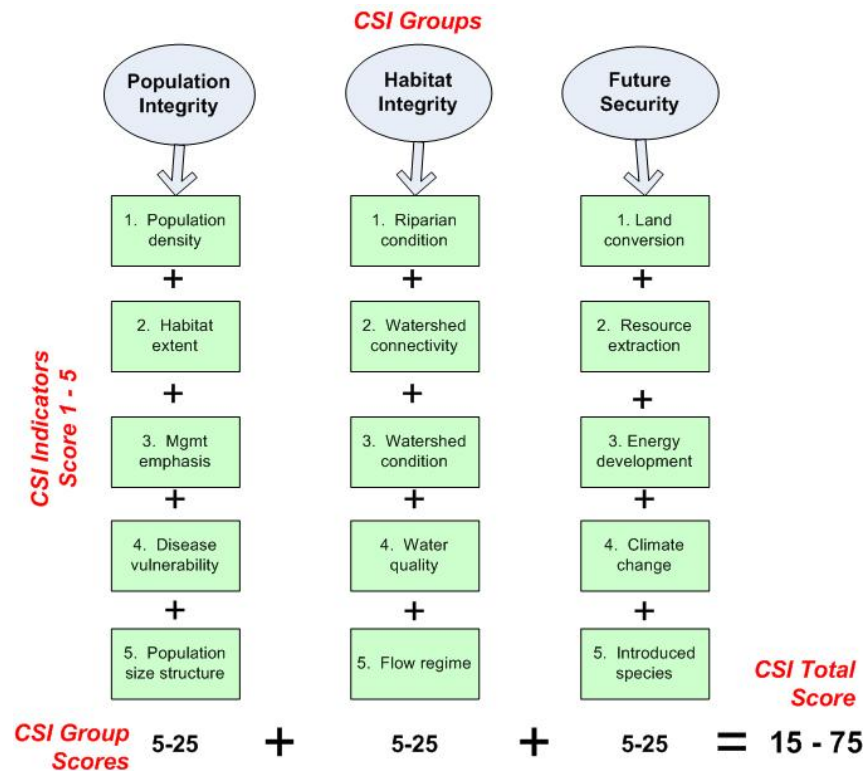 CSI Groups
Population
Integrity
Habitat
Integrity
Future
Security
1. Population
density
1. Riparian
condition
1. Land
conversion
+
+
+
2. Habitat
extent
2. Watershed
connectivity
2. Resource
extraction
+
+
+
CSI Indicators
Score 1 - 5
3. Mgmt
emphasis
3. Watershed
condition
3. Energy
development
+
+
+
4. Disease
vulnerability
4. Water
quality
4. Climate
change
+
+
+
5. Population
size structure
5. Flow regime
5. Introduced
species
CSI Total
Score
CSI Group
Scores
5-25 + 5-25 + 5-25 = 15 - 75